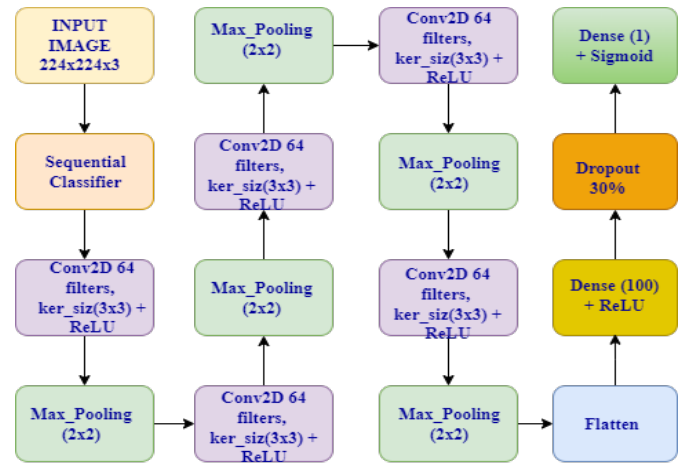 INPUT
IMAGE
224x224x3
Sequential
Classifier
Conv2D 64
filters,
ker_siz(3x3) +
ReLU
Max_Pooling
(2x2)
Conv2D 64
filters,
ker_siz(3x3) +
ReLU
Max_Pooling
(2x2)
Conv2D 64
filters,
ker_siz(3x3) +
ReLU
Max_Pooling
(2x2)
Conv2D 64
filters,
ker_siz(3x3) +
ReLU
Max_Pooling
(2x2)
Conv2D 64
filters,
ker_siz(3x3) +
ReLU
Max_Pooling
(2x2)
Flatten
Dense (100)
+ ReLU
Dropout
30%
Dense (1)
+ Sigmoid